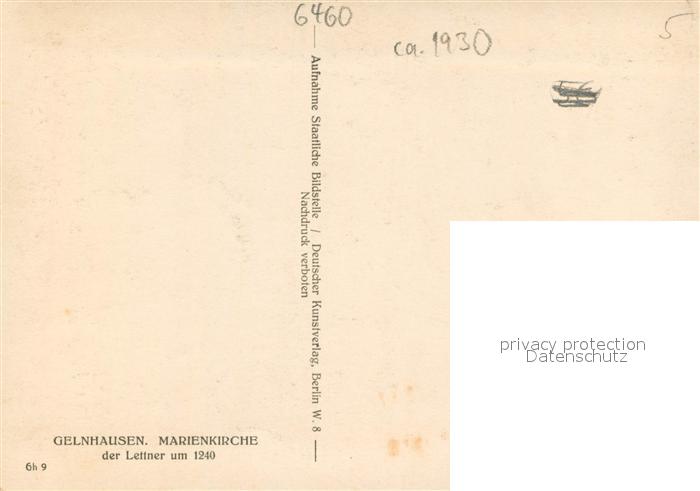 6460
ca. 1930
5
Aufnahme Staatliche Bildstelle / Deutscher Kunstverlag, Berlin W. 8
Nachdruck verboten
privacy protection
Datenschutz
GELNHAUSEN. MARIENKIRCHE
der Lettner um 1240
Gh 9